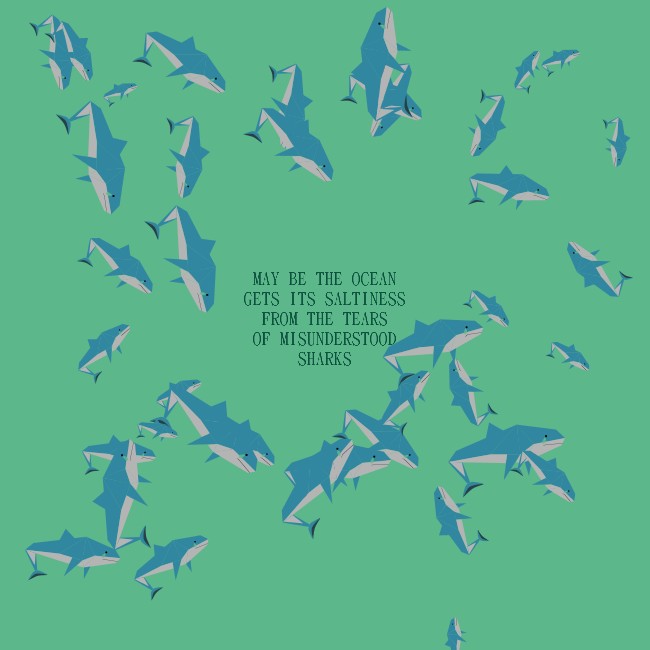 MAY BE THE OCEAN
GETS ITS SALTINESS
FROM THE TEARS
OF MISUNDERSTOOD
SHARKS